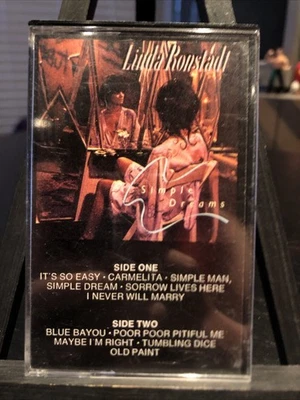 Linda Ronstadt
Simple
Dreams
SIDE ONE
IT'S SO EASY • CARMELITA • SIMPLE MAN,
SIMPLE DREAM • SORROW LIVES HERE
I NEVER WILL MARRY
SIDE TWO
BLUE BAYOU • POOR POOR PITIFUL ME
MAYBE I'M RIGHT • TUMBLING DICE
OLD PAINT